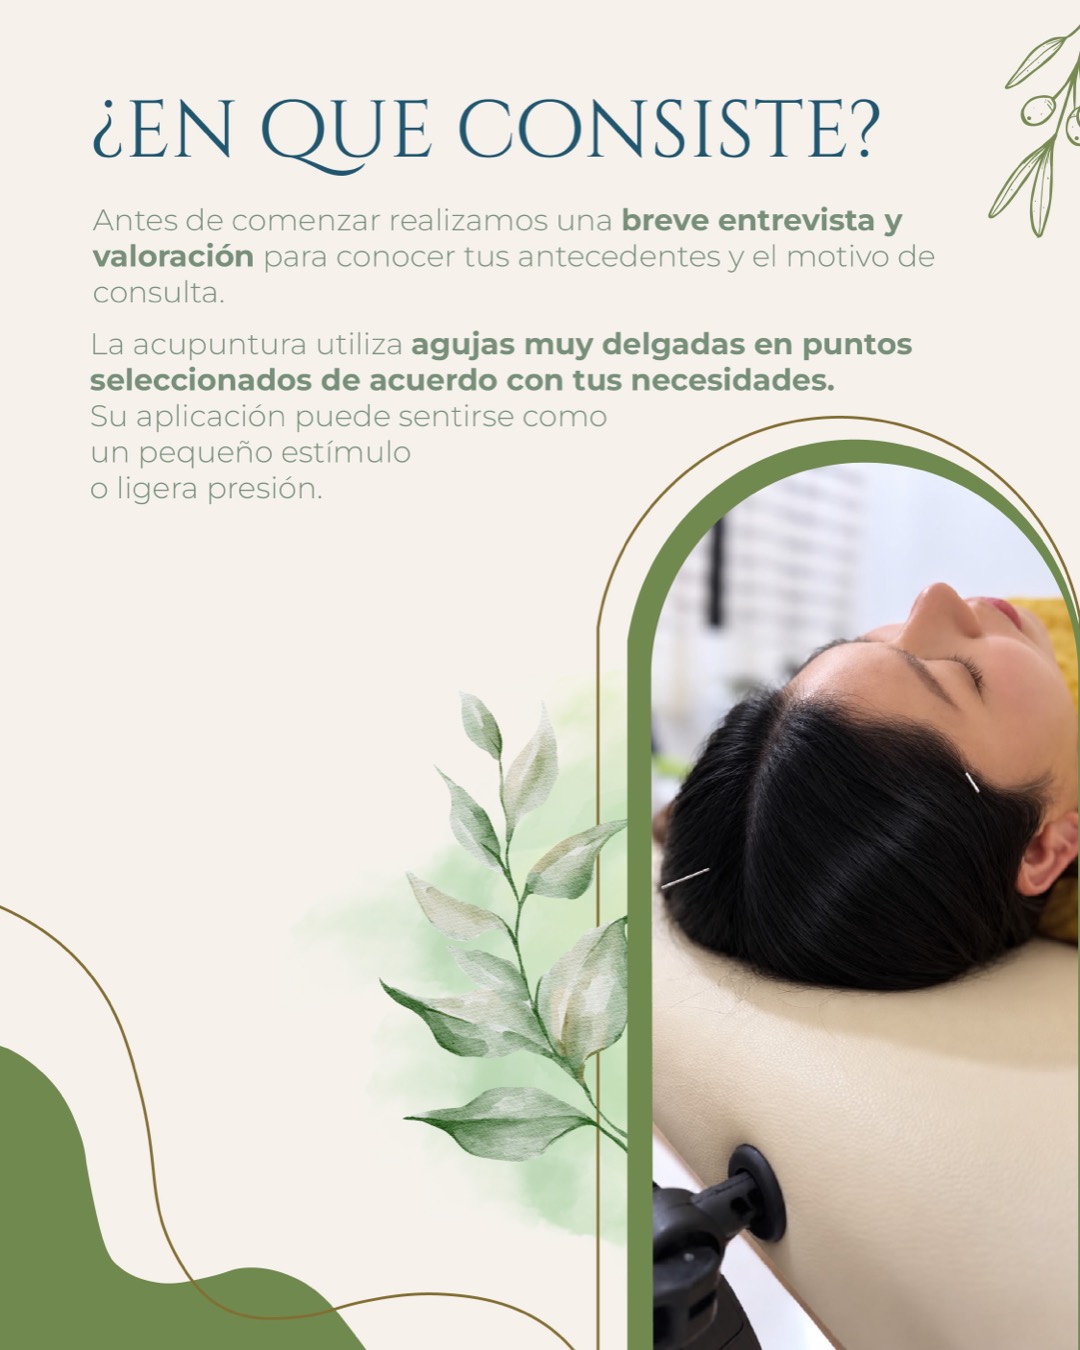 ¿EN QUE CONSISTE?
Antes de comenzar realizamos una breve entrevista y
valoración para conocer tus antecedentes y el motivo de
consulta.
La acupuntura utiliza agujas muy delgadas en puntos
seleccionados de acuerdo con tus necesidades.
Su aplicación puede sentirse como
un pequeño estímulo
o ligera presión.